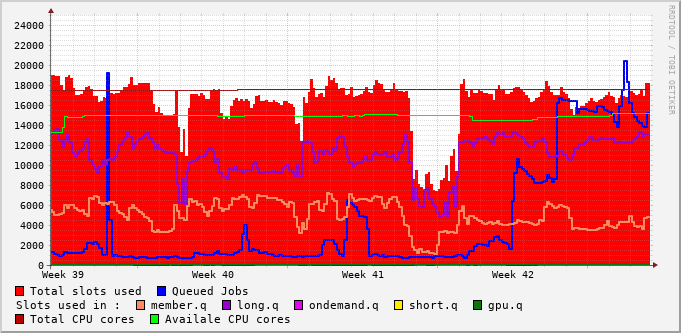 RRDTOOL / TOBI OETIKER
24000
22000
20000
18000
16000
14000
12000
10000
8000
6000
4000
2000
0
Week 39 Week 40 Week 41 Week 42
Total slots used Queued Jobs
Slots used in : member.q long.q ondemand.q short.q gpu.q
Total CPU cores Availale CPU cores